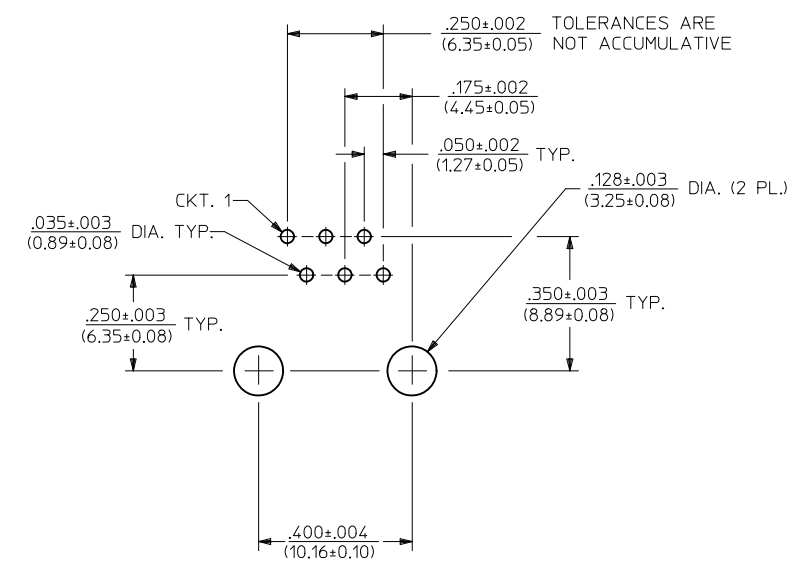 .250±.002 TOLERANCES ARE
(6.35±0.05) NOT ACCUMULATIVE
.175±.002
(4.45±0.05)
.050±.002 TYP.
(1.27±0.05)
.128±.003 DIA. (2 PL.)
(3.25±0.08)
CKT. 1
.035±.003 DIA. TYP.
(0.89±0.08)
.250±.003 TYP.
(6.35±0.08)
.350±.003 TYP.
(8.89±0.08)
.400±.004
(10.16±0.10)